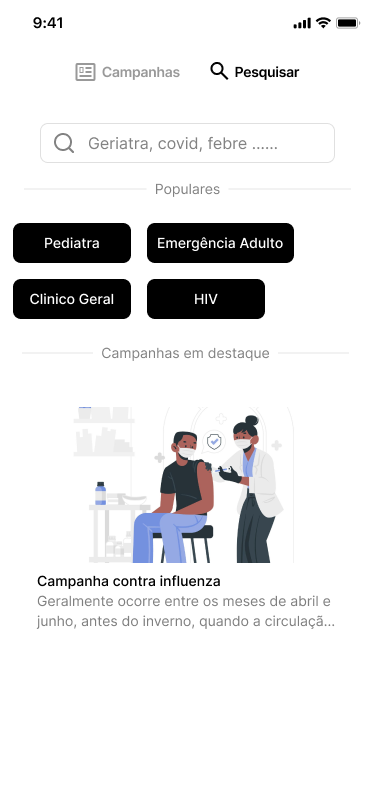 9:41
Campanhas
Pesquisar
Geriatra, covid, febre ......
Populares
Pediatra
Emergência Adulto
Clinico Geral
HIV
Campanhas em destaque
Campanha contra influenza
Geralmente ocorre entre os meses de abril e
junho, antes do inverno, quando a circulaçã...